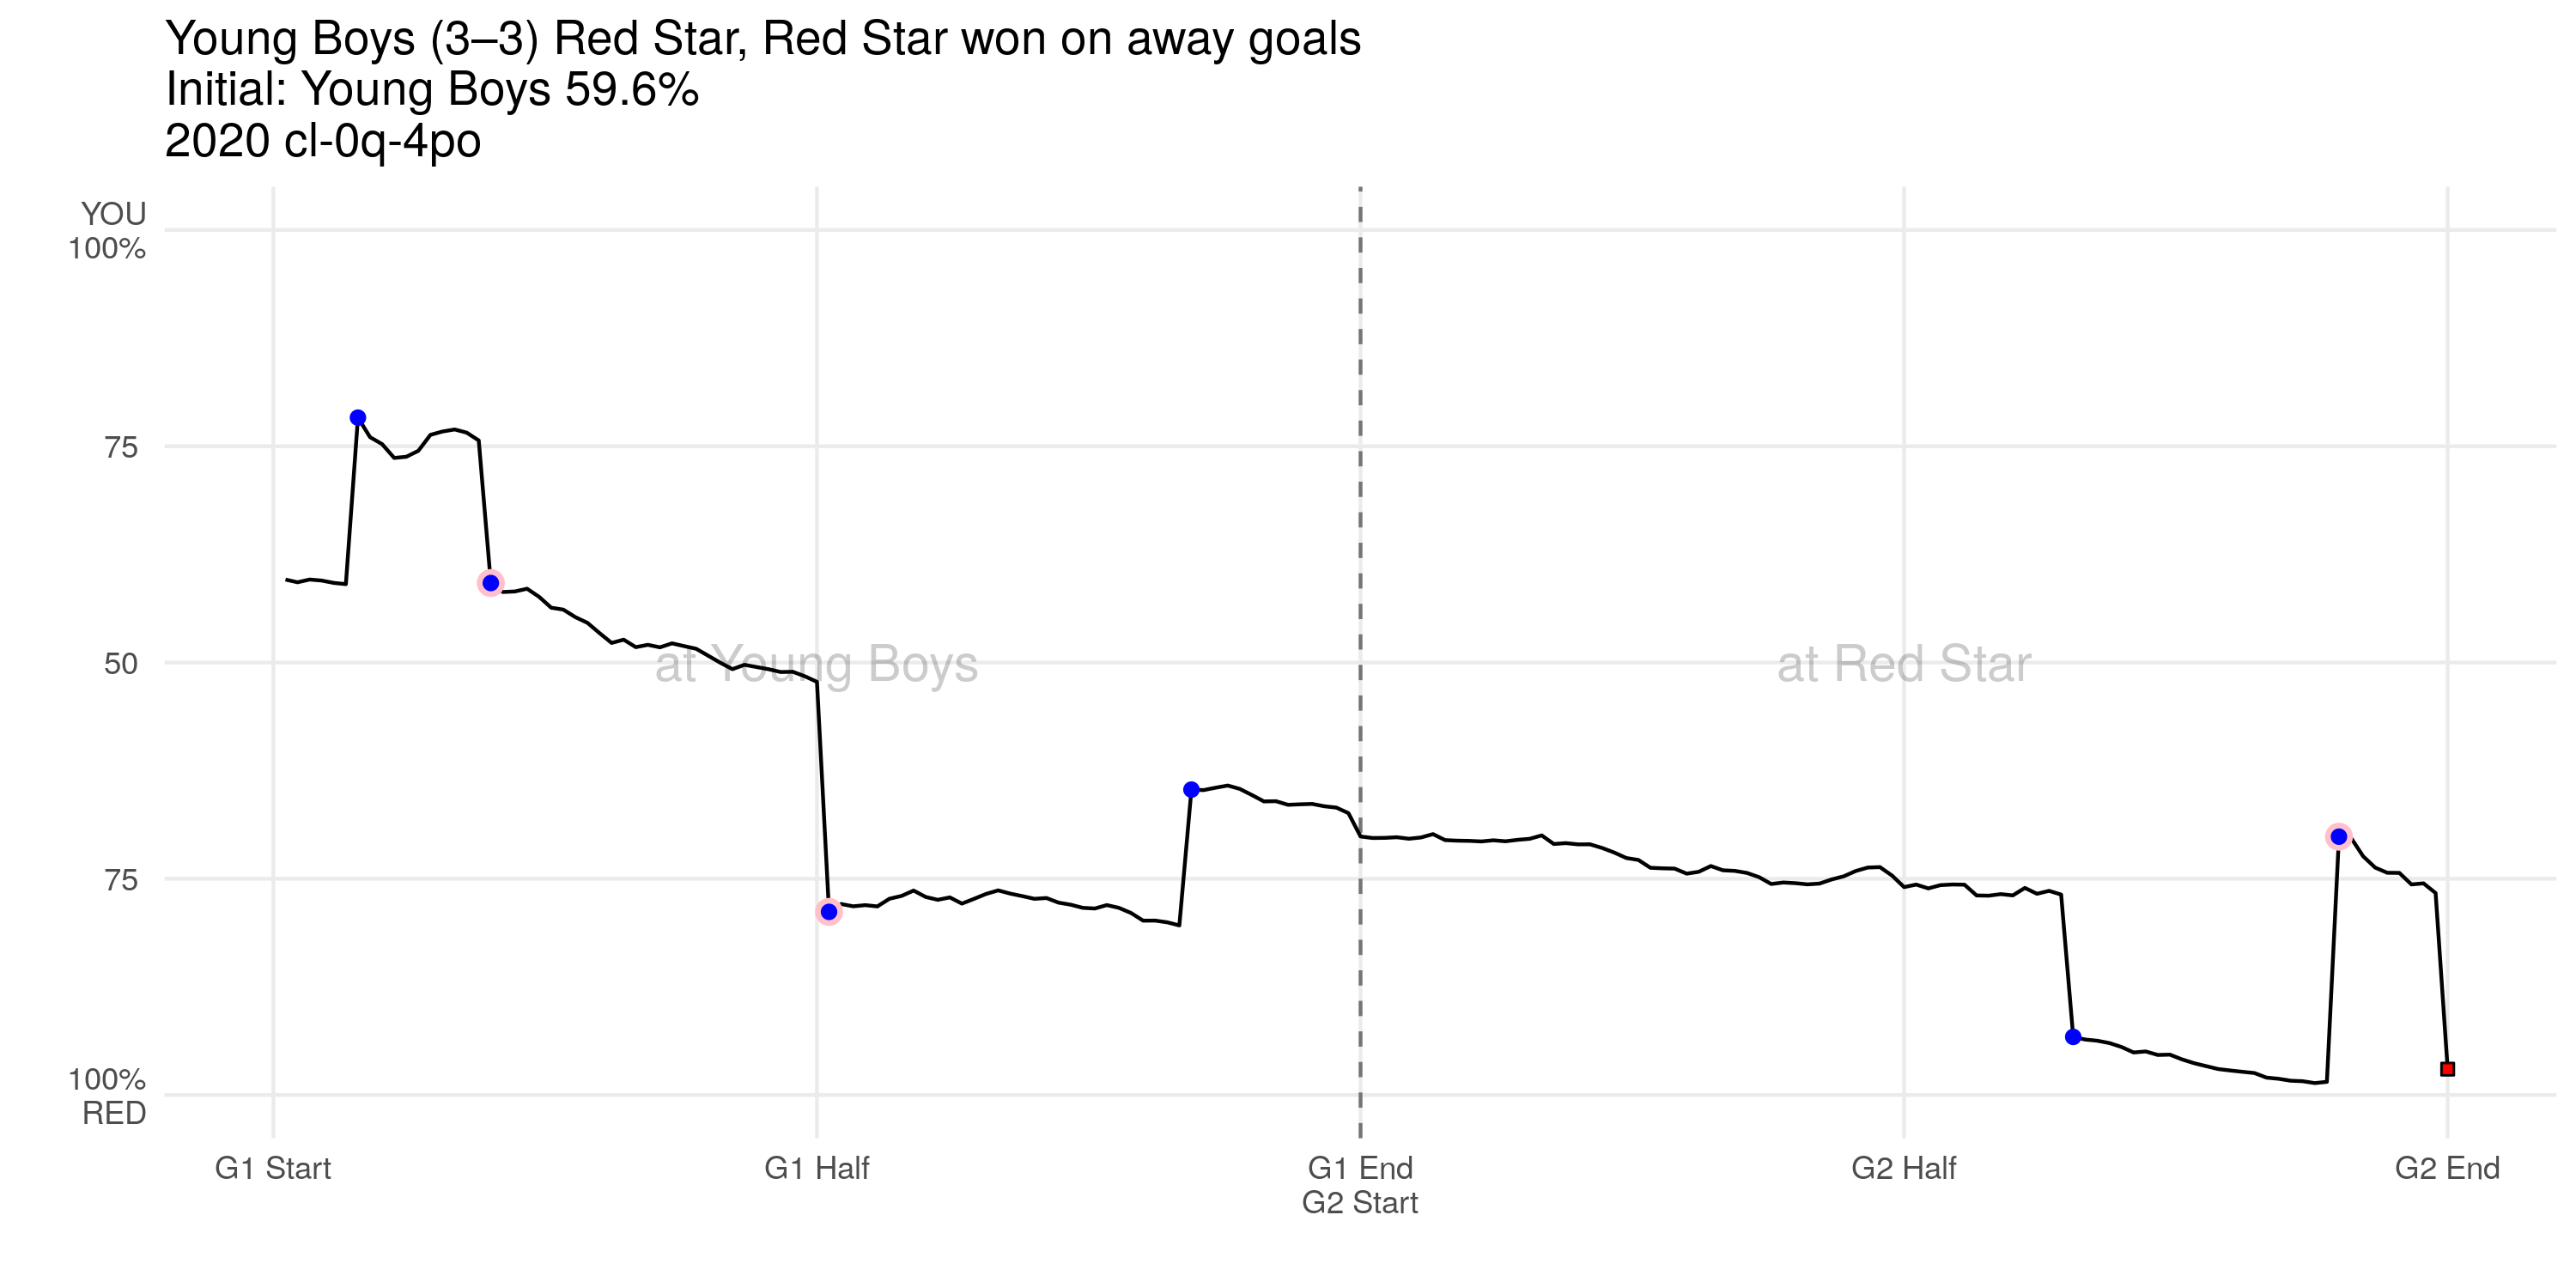 Young Boys (3–3) Red Star, Red Star won on away goals
Initial: Young Boys 59.6%
2020 cl-0q-4po
YOU
100%
75
50
75
100%
RED
at Young Boys
at Red Star
G1 Start
G1 Half
G1 End
G2 Start
G2 Half
G2 End